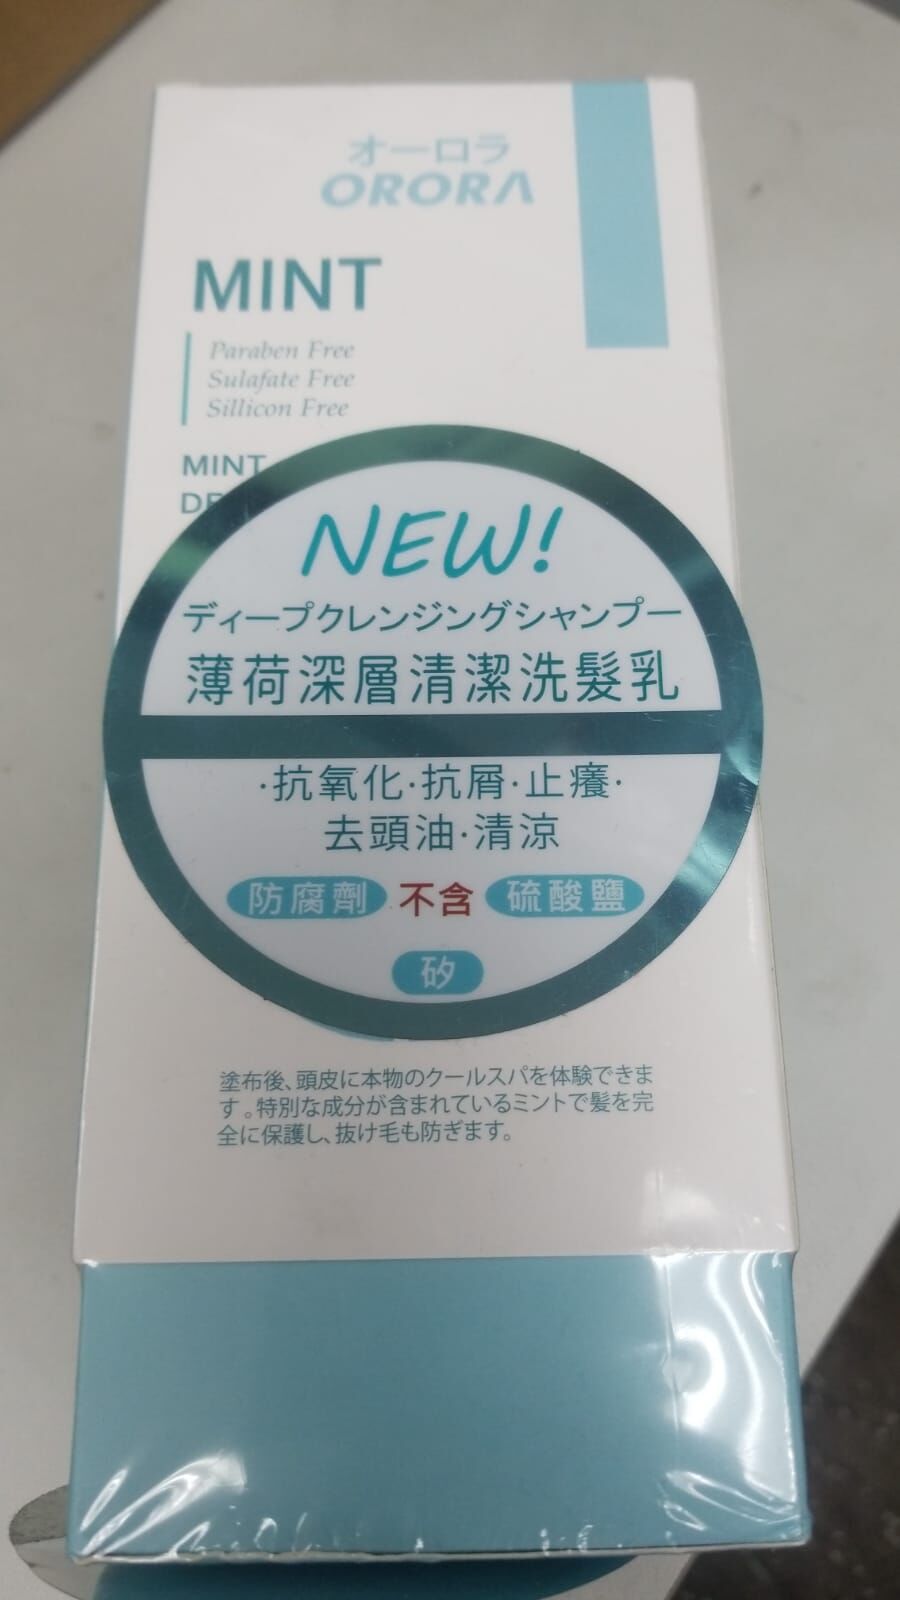 オーロラ
ORORA
MINT
Paraben Free
Sulafate Free
Sillicon Free
MINT
NEW!
ディープクレンジングシャンプー
薄荷深層清潔洗髮乳
·抗氧化·抗屑·止癢·
去頭油·清涼
防腐劑 不含 硫酸鹽
矽
塗布後、頭皮に本物のクールスパを体験できま
す。特別な成分が含まれているミントで髪を完
全に保護し、抜け毛も防ぎます。